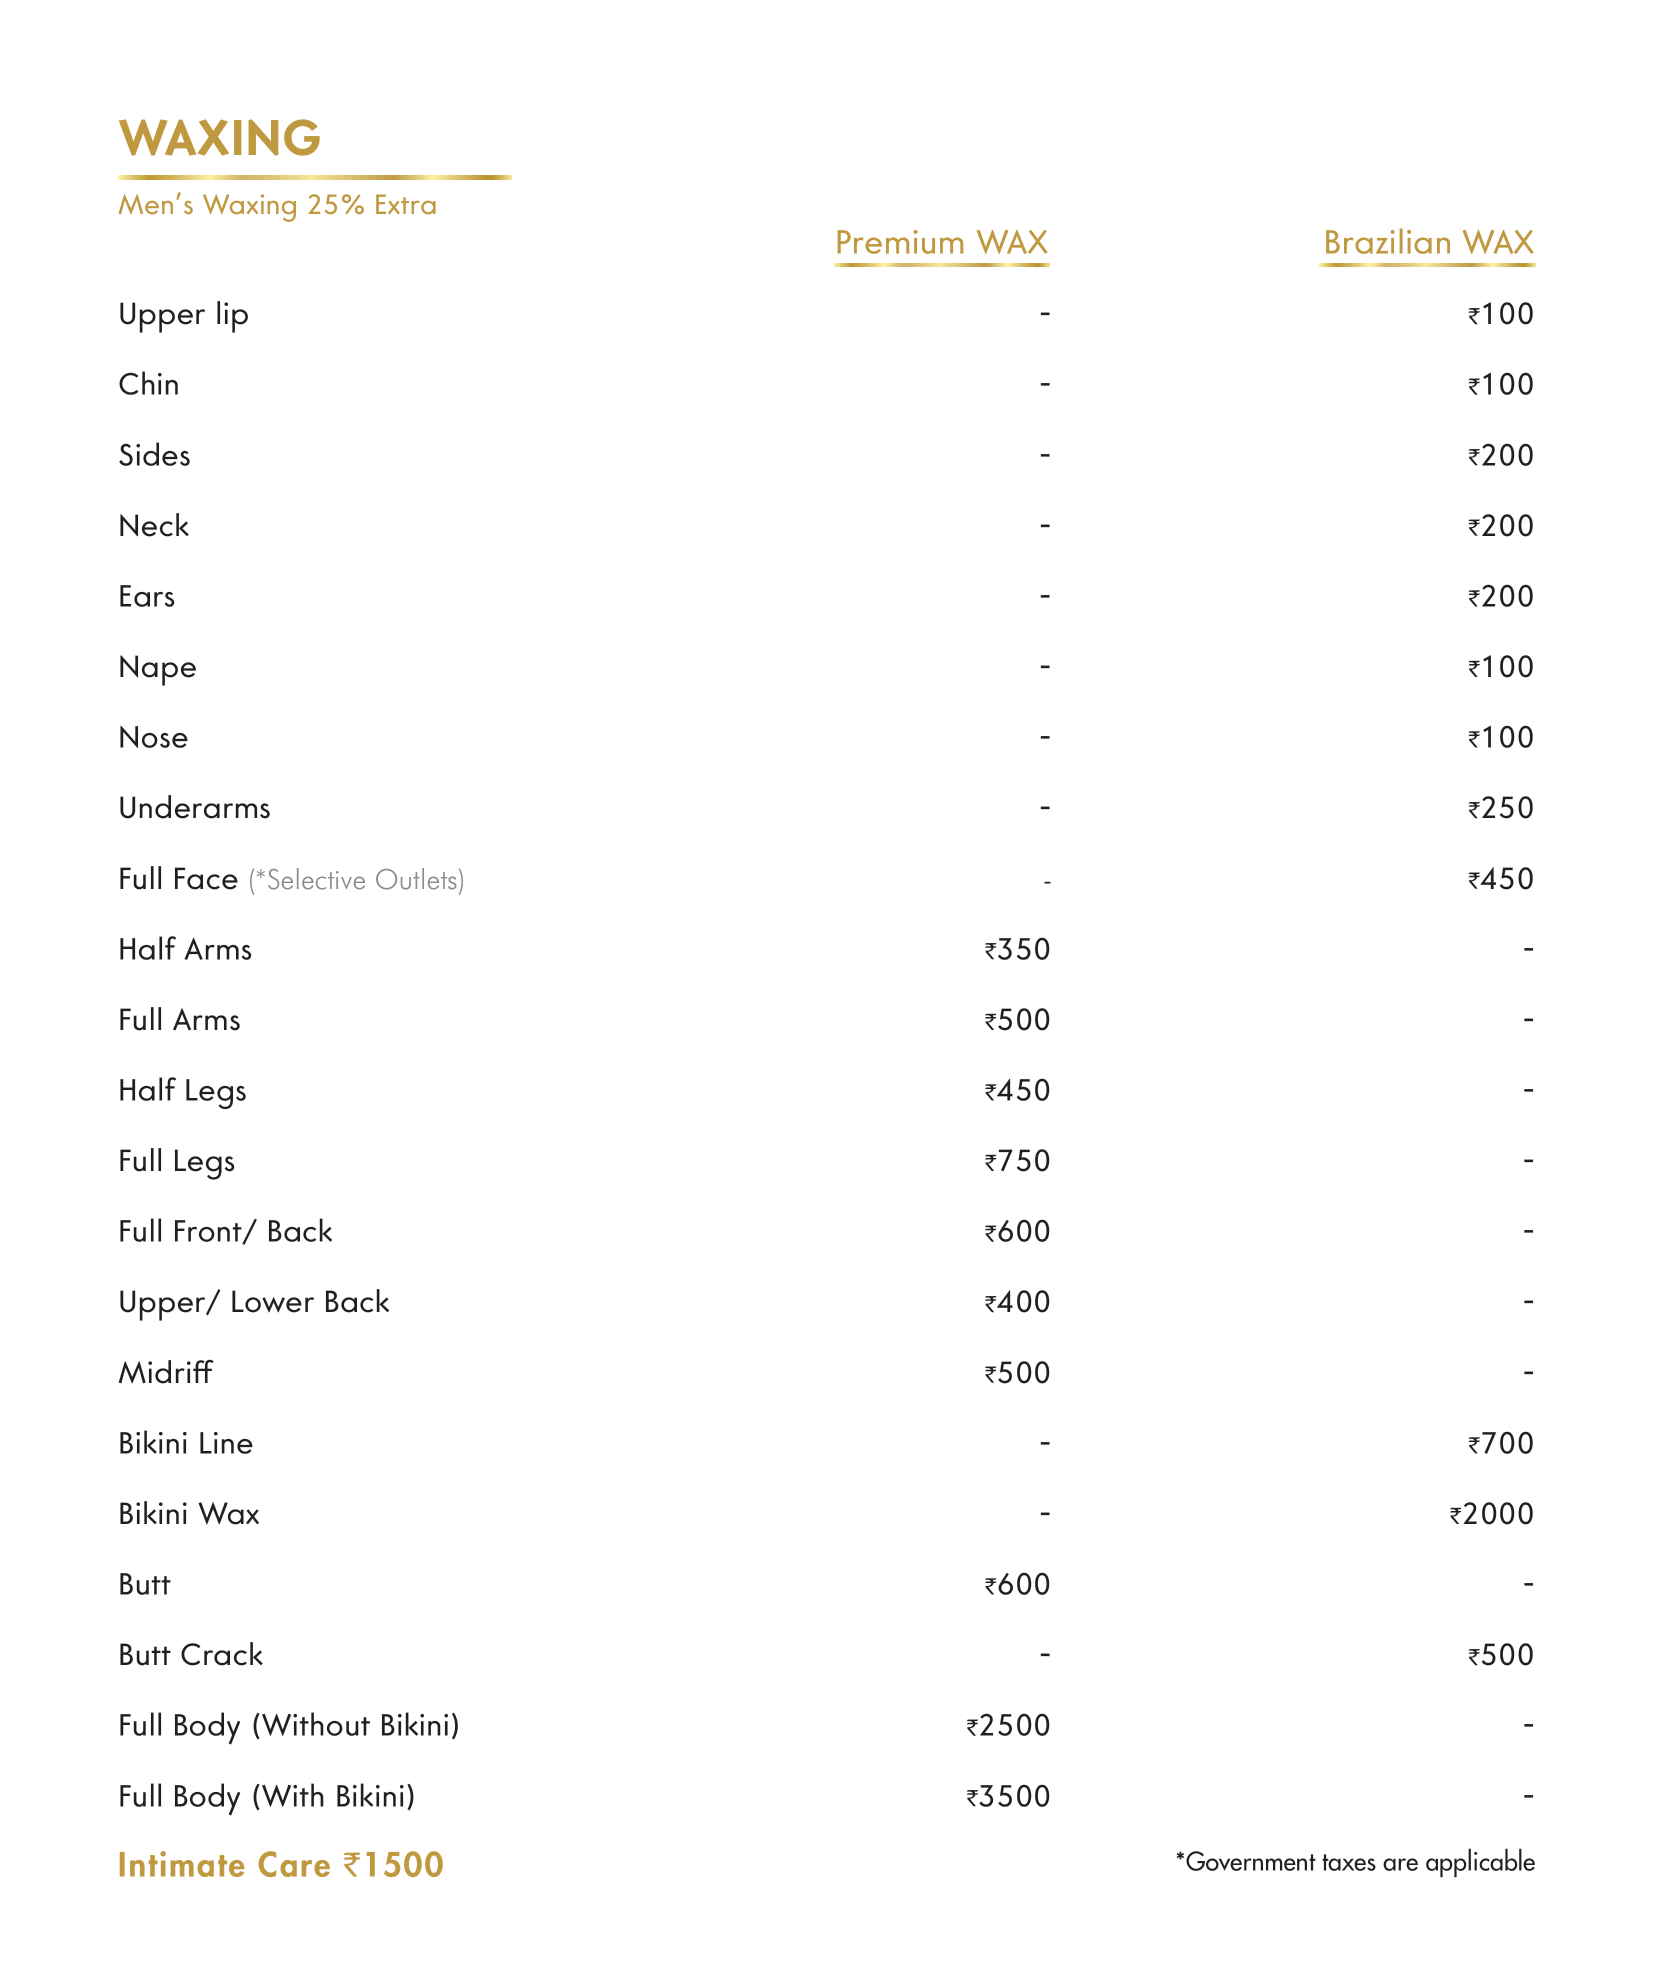 WAXING
Men's Waxing 25% Extra
Premium WAX Brazilian WAX
Upper lip - ₹100
Chin - ₹100
Sides - ₹200
Neck - ₹200
Ears - ₹200
Nape - ₹100
Nose - ₹100
Underarms - ₹250
Full Face (*Selective Outlets) - ₹450
Half Arms ₹350 -
Full Arms ₹500 -
Half Legs ₹450 -
Full Legs ₹750 -
Full Front/ Back ₹600 -
Upper/ Lower Back ₹400 -
Midriff ₹500 -
Bikini Line - ₹700
Bikini Wax - ₹2000
Butt ₹600 -
Butt Crack - ₹500
Full Body (Without Bikini) ₹2500 -
Full Body (With Bikini) ₹3500 -
Intimate Care ₹1500 *Government taxes are applicable